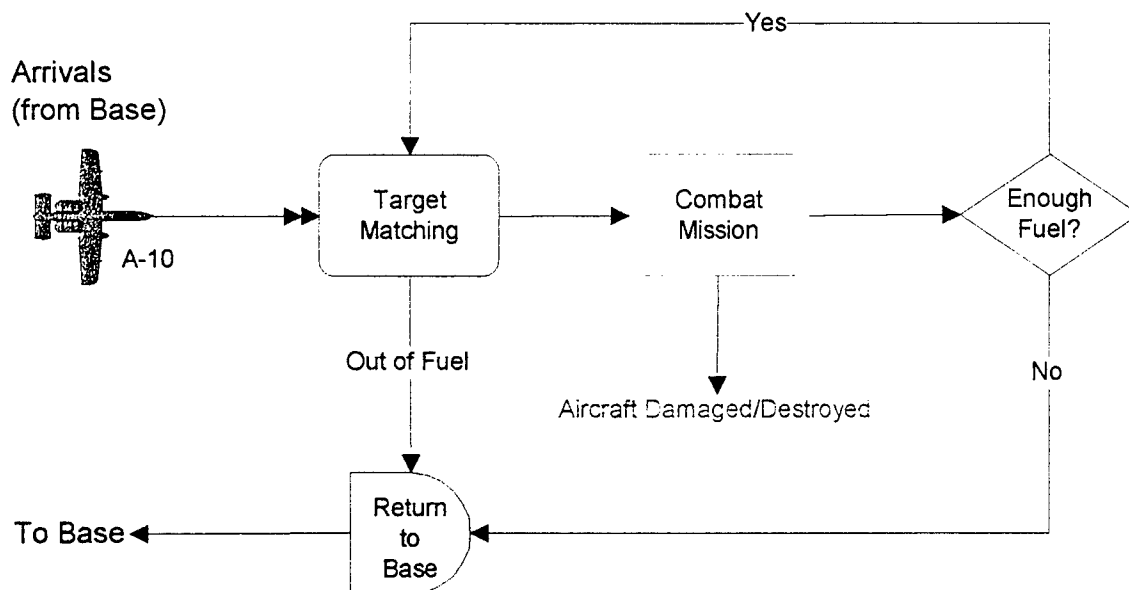 Yes
Arrivals
(from Base)
A-10
Target
Matching
Combat
Mission
Enough
Fuel?
Out of Fuel
No
Aircraft Damaged/Destroyed
To Base
Return
to
Base